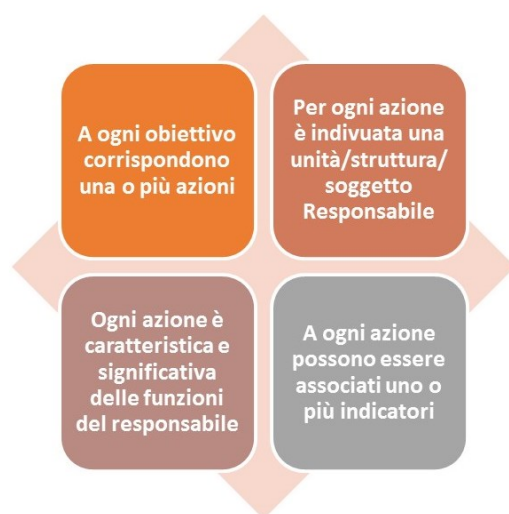 A ogni obiettivo
corrispondono
una o più azioni
Per ogni azione
è indivuata una
unità/struttura/
soggetto
Responsabile
Ogni azione è
caratteristica e
significativa
delle funzioni
del responsabile
A ogni azione
possono essere
associati uno o
più indicatori